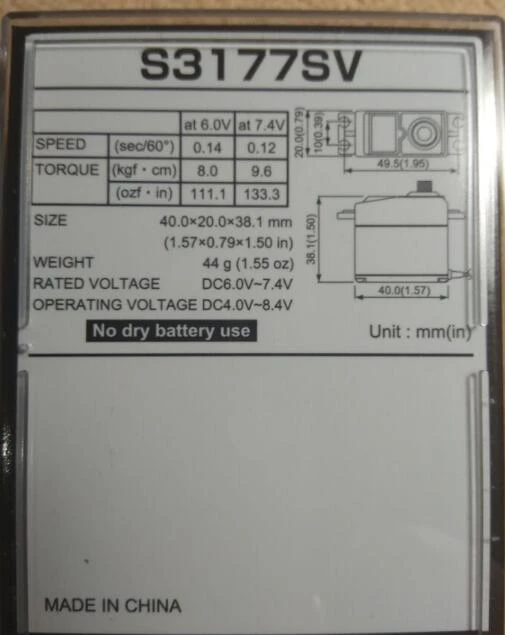 S3177SV
at 6.0V at 7.4V
SPEED (sec/60°) 0.14 0.12
TORQUE (kgf・cm) 8.0 9.6
(ozf・in) 111.1 133.3
20.0(0.79)
10(0.39)
49.5(1.95)
38.1(1.50)
40.0(1.57)
SIZE 40.0×20.0×38.1 mm
(1.57×0.79×1.50 in)
WEIGHT 44 g (1.55 oz)
RATED VOLTAGE DC6.0V~7.4V
OPERATING VOLTAGE DC4.0V~8.4V
No dry battery use
Unit : mm(in)
MADE IN CHINA